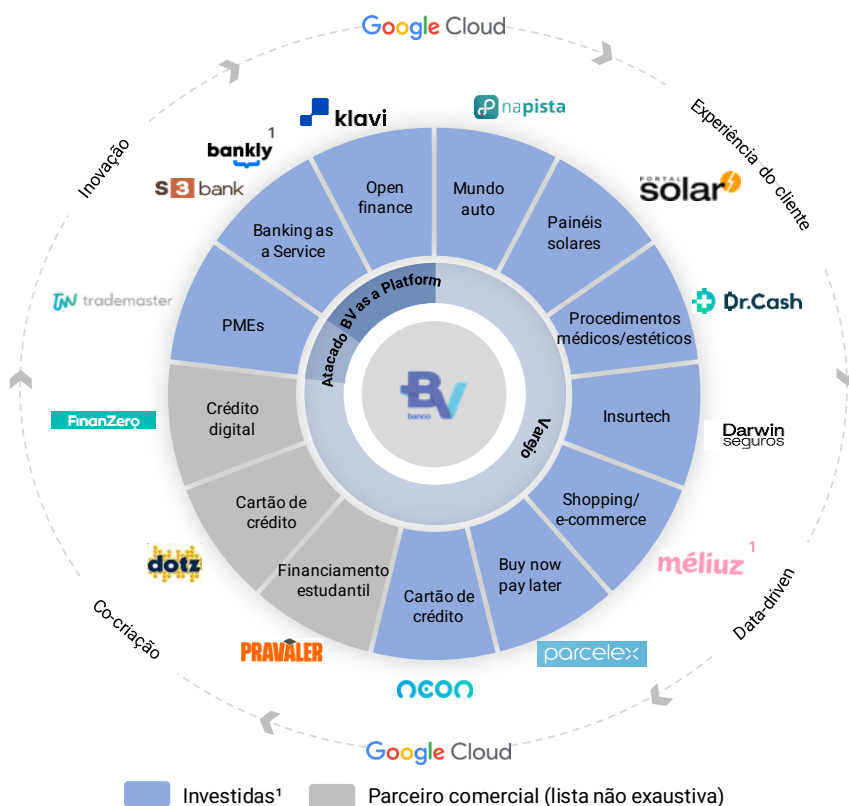 Google Cloud
Inovação
Experiência do cliente
klavi
napista
bankly 1
S3 bank
PORTAL
solar
Open
finance
Mundo
auto
Banking as
a Service
Painéis
solares
trademaster
PMEs
Procedimentos
médicos/estéticos
Dr.Cash
Atacado
BV as a Platform
Varejo
BV
banco
FinanZero
Crédito
digital
Insurtech
Darwin
seguros
Cartão de
crédito
Shopping/
e-commerce
dotz
Financiamento
estudantil
Cartão de
crédito
Buy now
pay later
méliuz 1
Co-criação
Data-driven
PRAVALER
neon
parcelex
Google Cloud
Investidas¹
Parceiro comercial (lista não exaustiva)